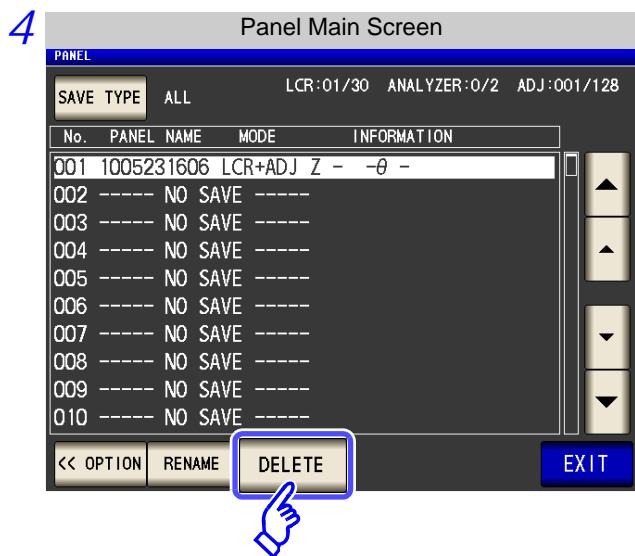 4
Panel Main Screen
PANEL
SAVE TYPE ALL LCR:01/30 ANALYZER:0/2 ADJ:001/128
No. PANEL NAME MODE INFORMATION
001 1005231606 LCR+ADJ Z - -θ -
002 ----- NO SAVE -----
003 ----- NO SAVE -----
004 ----- NO SAVE -----
005 ----- NO SAVE -----
006 ----- NO SAVE -----
007 ----- NO SAVE -----
008 ----- NO SAVE -----
009 ----- NO SAVE -----
010 ----- NO SAVE -----
<< OPTION RENAME DELETE EXIT